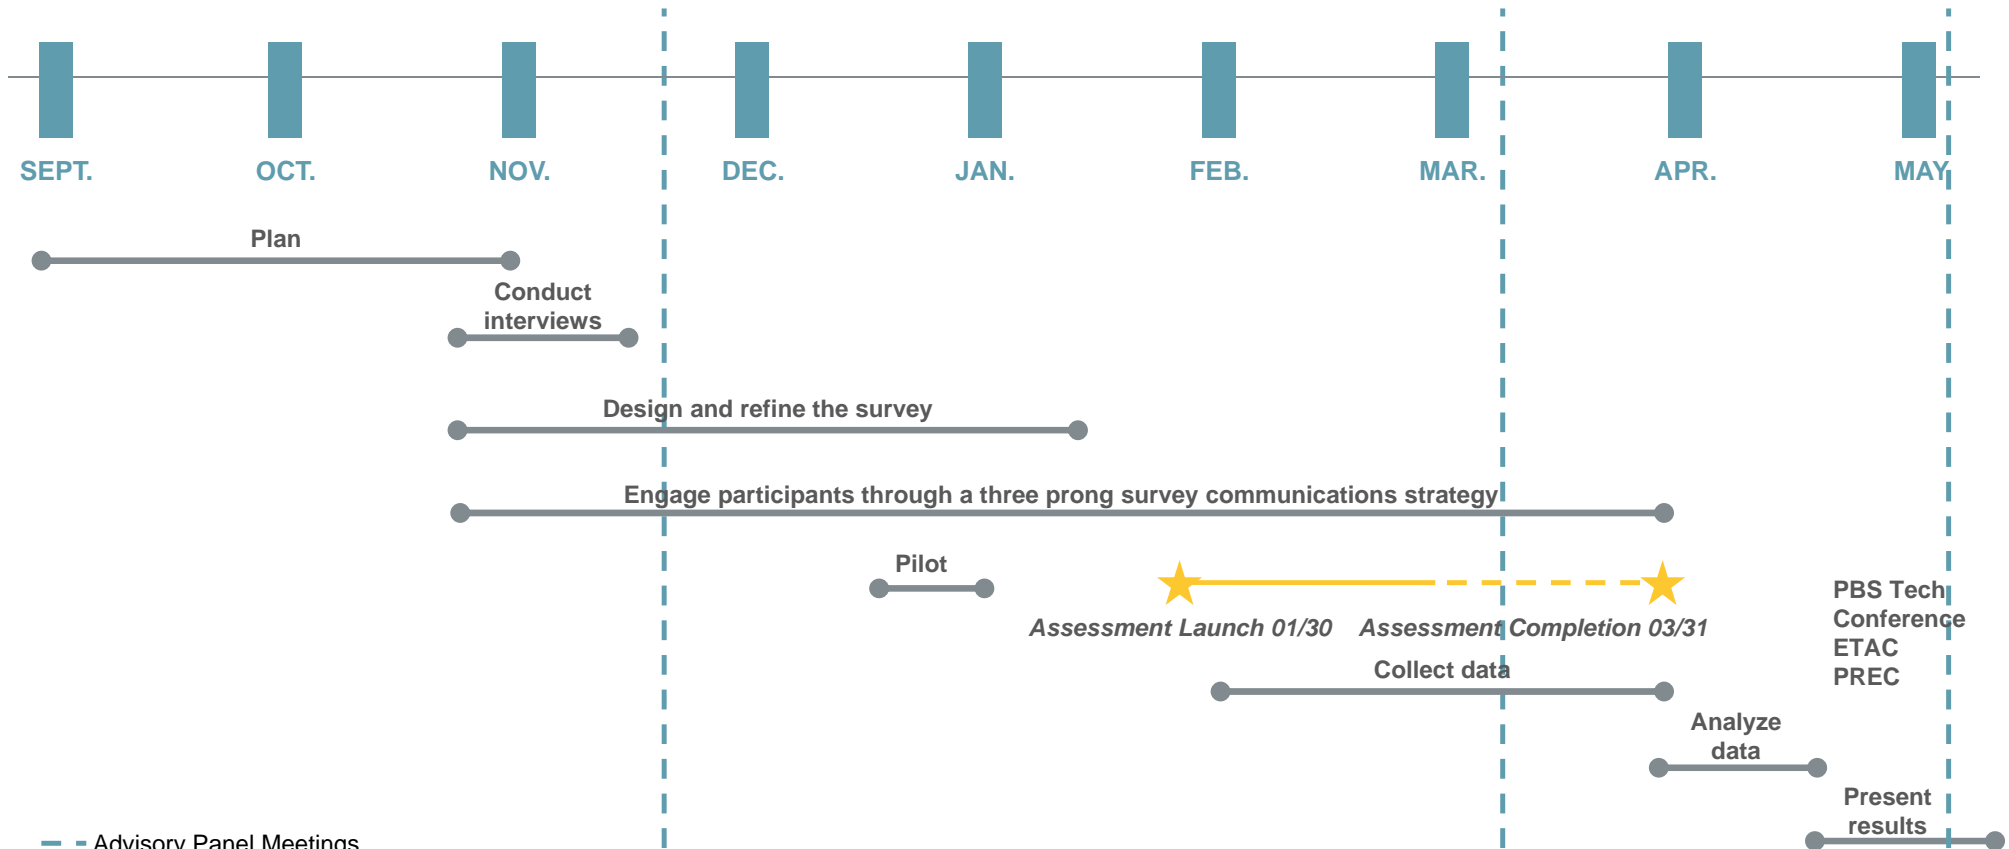 SEPT.
OCT.
NOV.
DEC.
JAN.
FEB.
MAR.
APR.
MAY
Plan
Conduct
interviews
Design and refine the survey
Engage participants through a three prong survey communications strategy
Pilot
Assessment Launch 01/30
Assessment Completion 03/31
PBS Tech
Conference
ETAC
PREC
Collect data
Analyze
data
Present
results
Advisory Panel Meetings